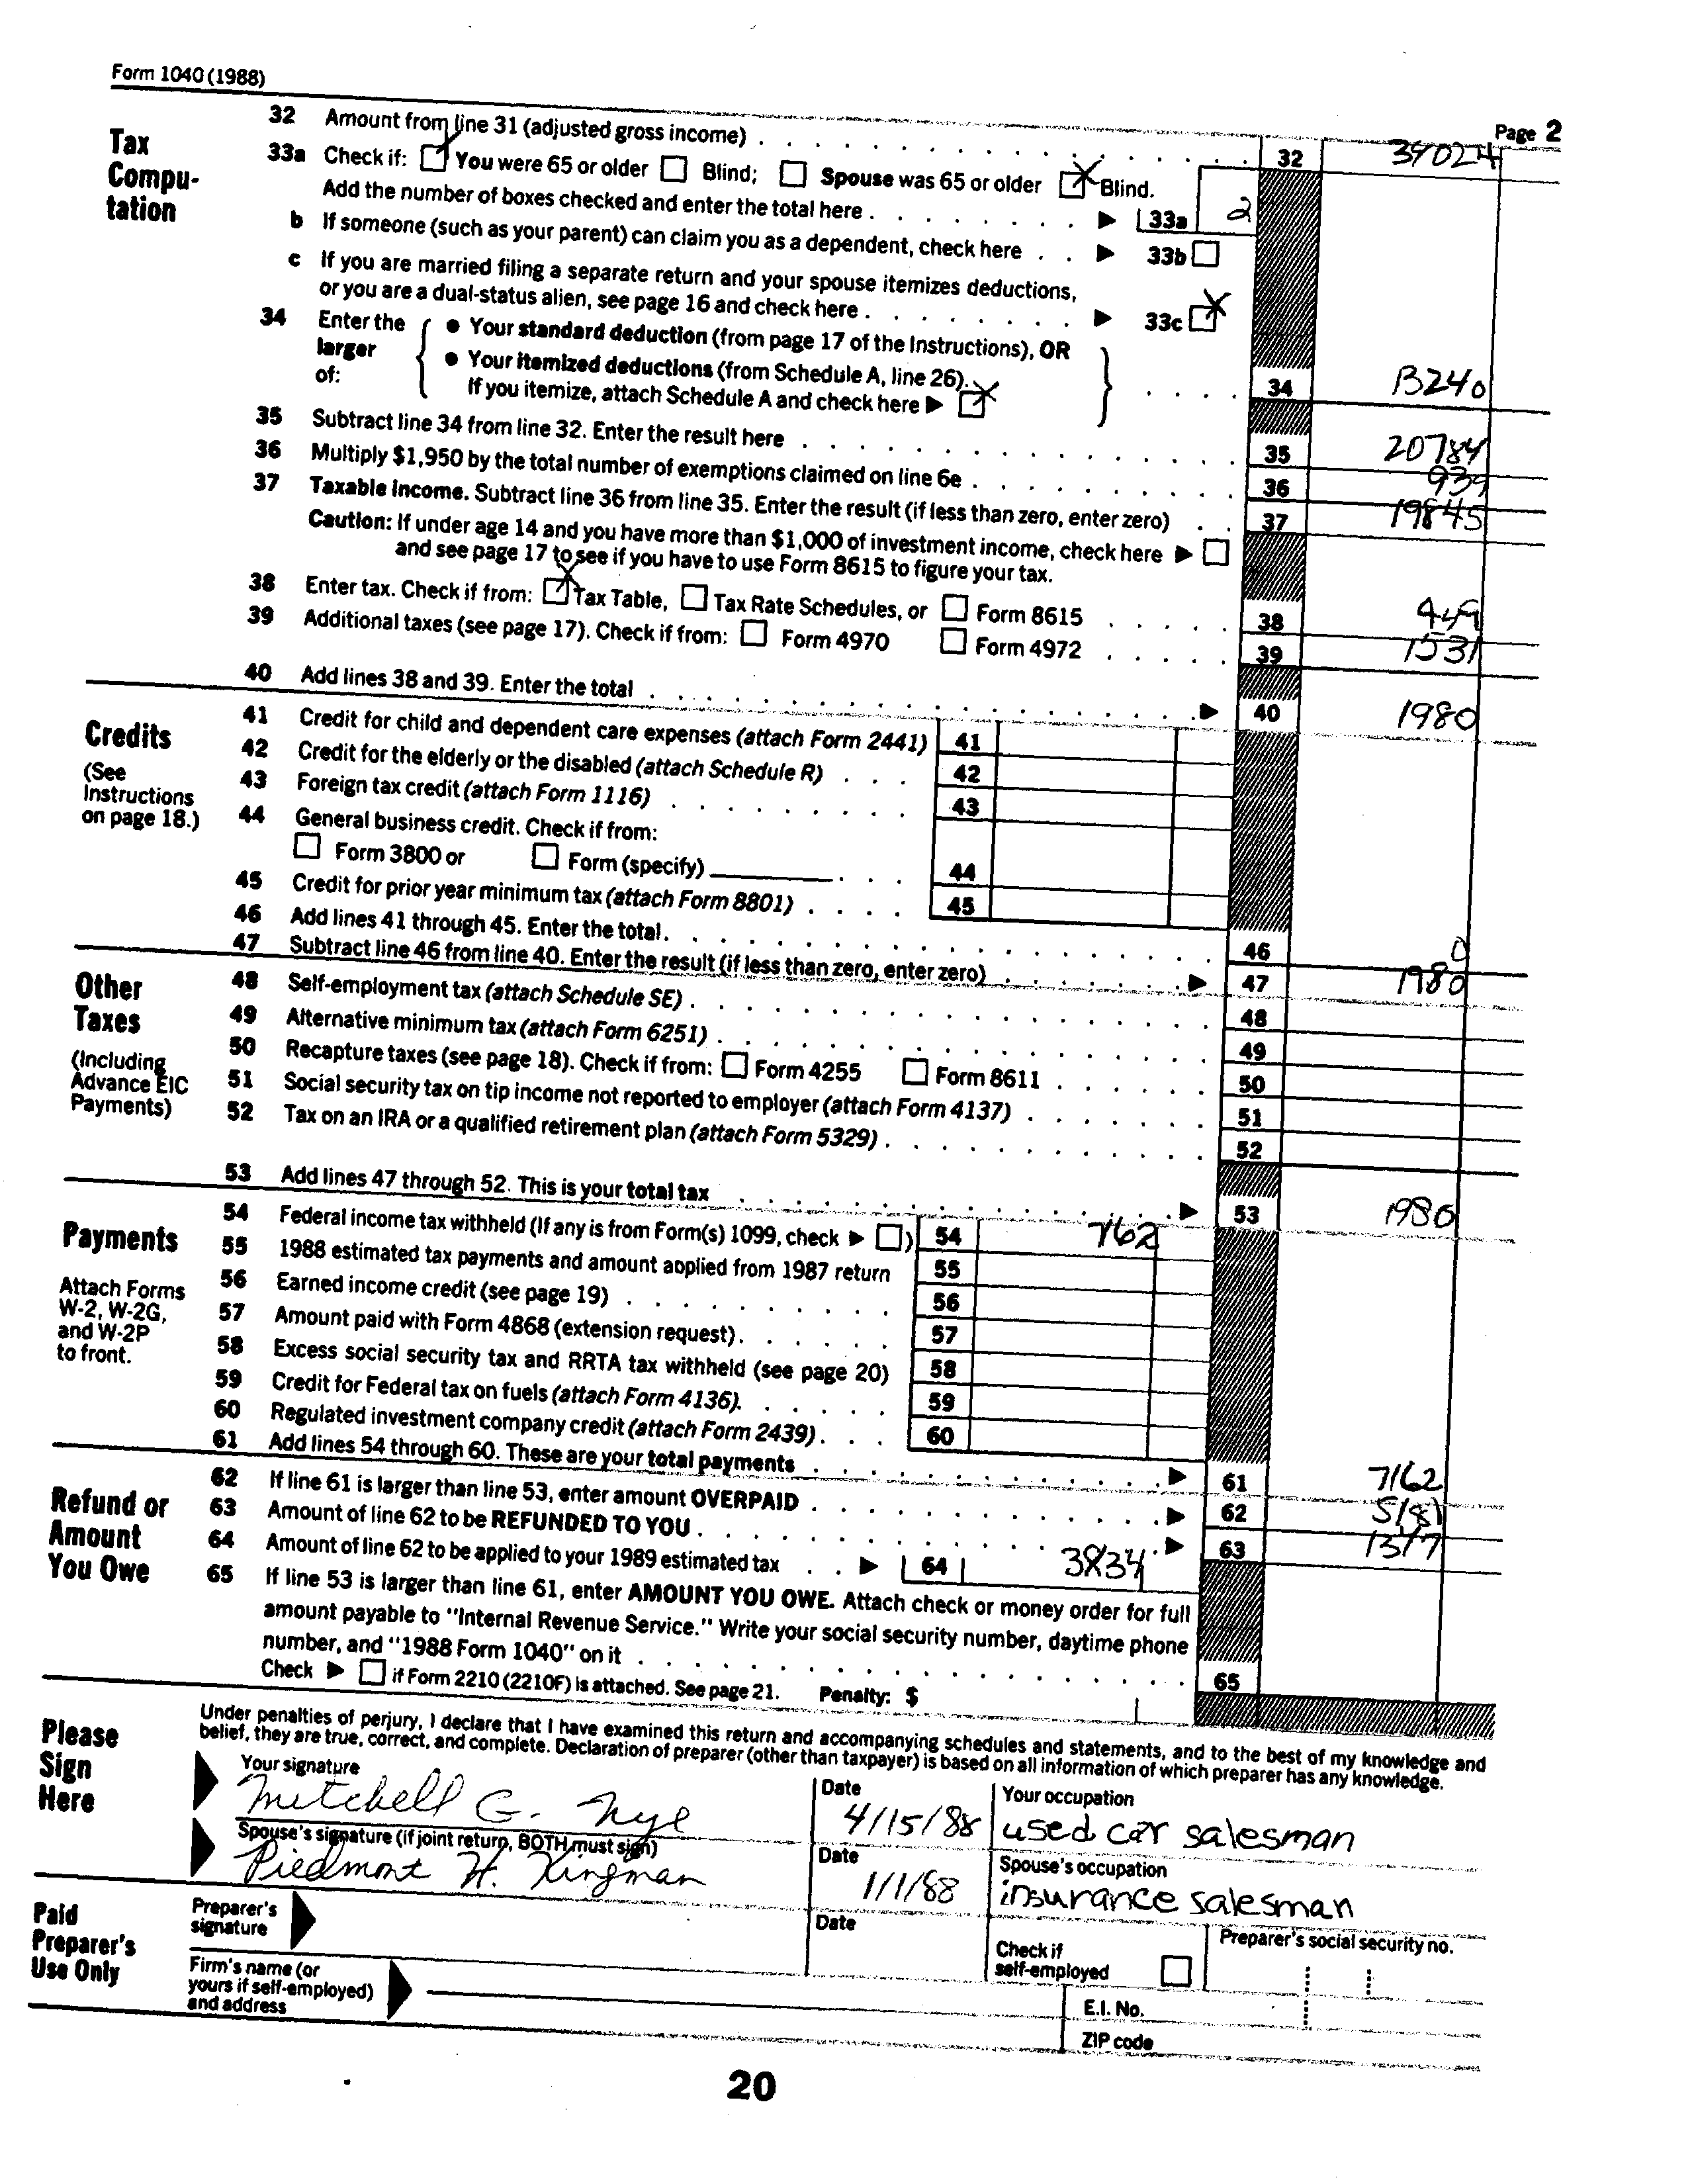 Form 1040 (1988)
Page 2
Tax Compu-tation
32 Amount from line 31 (adjusted gross income) . . . 32 34024
33a Check if: You were 65 or older Blind; Spouse was 65 or older Blind.
Add the number of boxes checked and enter the total here . . . 33a 2
b If someone (such as your parent) can claim you as a dependent, check here . . 33b
c If you are married filing a separate return and your spouse itemizes deductions,
or you are a dual-status alien, see page 16 and check here . . . 33c X
34 Enter the larger of:
• Your standard deduction (from page 17 of the Instructions), OR
• Your itemized deductions (from Schedule A, line 26).
If you itemize, attach Schedule A and check here X . . . 34 13240
35 Subtract line 34 from line 32. Enter the result here . . . 35 20784
36 Multiply $1,950 by the total number of exemptions claimed on line 6e . . . 36 939
37 Taxable income. Subtract line 36 from line 35. Enter the result (if less than zero, enter zero) . . 37 19845
Caution: If under age 14 and you have more than $1,000 of investment income, check here
and see page 17 to see if you have to use Form 8615 to figure your tax.
38 Enter tax. Check if from: X Tax Table, Tax Rate Schedules, or Form 8615 . . . 38 449
39 Additional taxes (see page 17). Check if from: Form 4970 Form 4972 . . . 39 1531
40 Add lines 38 and 39. Enter the total . . . 40 1980
Credits
(See Instructions on page 18.)
41 Credit for child and dependent care expenses (attach Form 2441) 41
42 Credit for the elderly or the disabled (attach Schedule R) . . . 42
43 Foreign tax credit (attach Form 1116) . . . 43
44 General business credit. Check if from:
Form 3800 or Form (specify) . . . 44
45 Credit for prior year minimum tax (attach Form 8801) . . . 45
46 Add lines 41 through 45. Enter the total . . . 46 0
47 Subtract line 46 from line 40. Enter the result (if less than zero, enter zero) . . . 47 1980
Other Taxes
(Including Advance EIC Payments)
48 Self-employment tax (attach Schedule SE) . . . 48
49 Alternative minimum tax (attach Form 6251) . . . 49
50 Recapture taxes (see page 18). Check if from: Form 4255 Form 8611 . . . 50
51 Social security tax on tip income not reported to employer (attach Form 4137) . . . 51
52 Tax on an IRA or a qualified retirement plan (attach Form 5329) . . . 52
53 Add lines 47 through 52. This is your total tax . . . 53 1980
Payments
Attach Forms W-2, W-2G, and W-2P to front.
54 Federal income tax withheld (If any is from Form(s) 1099, check ) 54 7162
55 1988 estimated tax payments and amount applied from 1987 return 55
56 Earned income credit (see page 19) . . . 56
57 Amount paid with Form 4868 (extension request) . . . 57
58 Excess social security tax and RRTA tax withheld (see page 20) 58
59 Credit for Federal tax on fuels (attach Form 4136). . . . 59
60 Regulated investment company credit (attach Form 2439) . . . 60
61 Add lines 54 through 60. These are your total payments . . . 61 7162
Refund or Amount You Owe
62 If line 61 is larger than line 53, enter amount OVERPAID . . . 62 5181
63 Amount of line 62 to be REFUNDED TO YOU . . . 63 1317
64 Amount of line 62 to be applied to your 1989 estimated tax . . 64 3834
65 If line 53 is larger than line 61, enter AMOUNT YOU OWE. Attach check or money order for full
amount payable to "Internal Revenue Service." Write your social security number, daytime phone
number, and "1988 Form 1040" on it . . . 65
Check if Form 2210 (2210F) is attached. See page 21. Penalty: $
Please Sign Here
Under penalties of perjury, I declare that I have examined this return and accompanying schedules and statements, and to the best of my knowledge and
belief, they are true, correct, and complete. Declaration of preparer (other than taxpayer) is based on all information of which preparer has any knowledge.
Your signature Date Your occupation
Mitchell G. Nye 4/15/88 used car salesman
Spouse's signature (if joint return, BOTH must sign) Date Spouse's occupation
Piedmont H. Kingman 1/1/88 insurance salesman
Paid Preparer's Use Only
Preparer's signature Date Check if self-employed Preparer's social security no.
Firm's name (or yours if self-employed) and address
E.I. No.
ZIP code
20